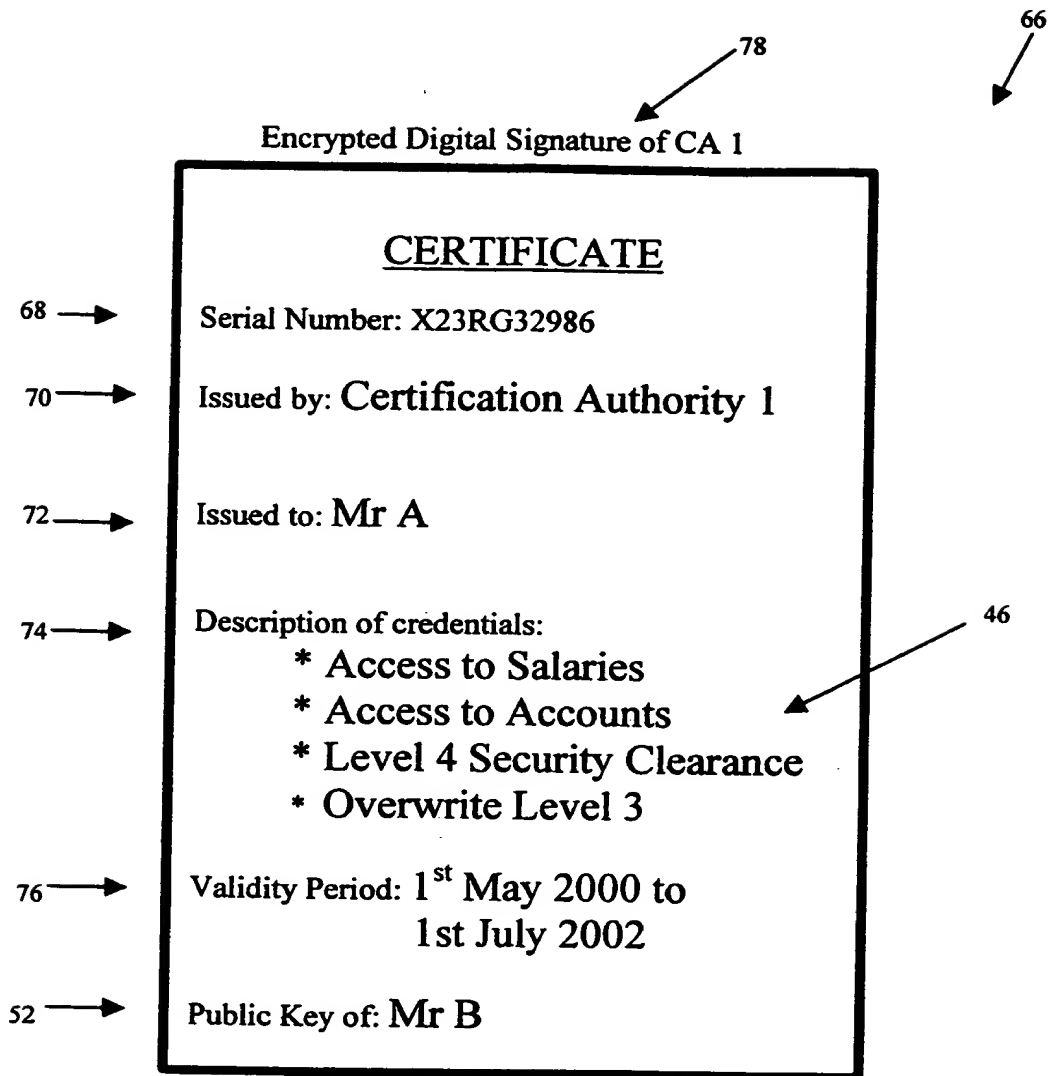 66
78
Encrypted Digital Signature of CA 1
CERTIFICATE
68 Serial Number: X23RG32986
70 Issued by: Certification Authority 1
72 Issued to: Mr A
74 Description of credentials:
46
* Access to Salaries
* Access to Accounts
* Level 4 Security Clearance
* Overwrite Level 3
76 Validity Period: 1st May 2000 to
1st July 2002
52 Public Key of: Mr B